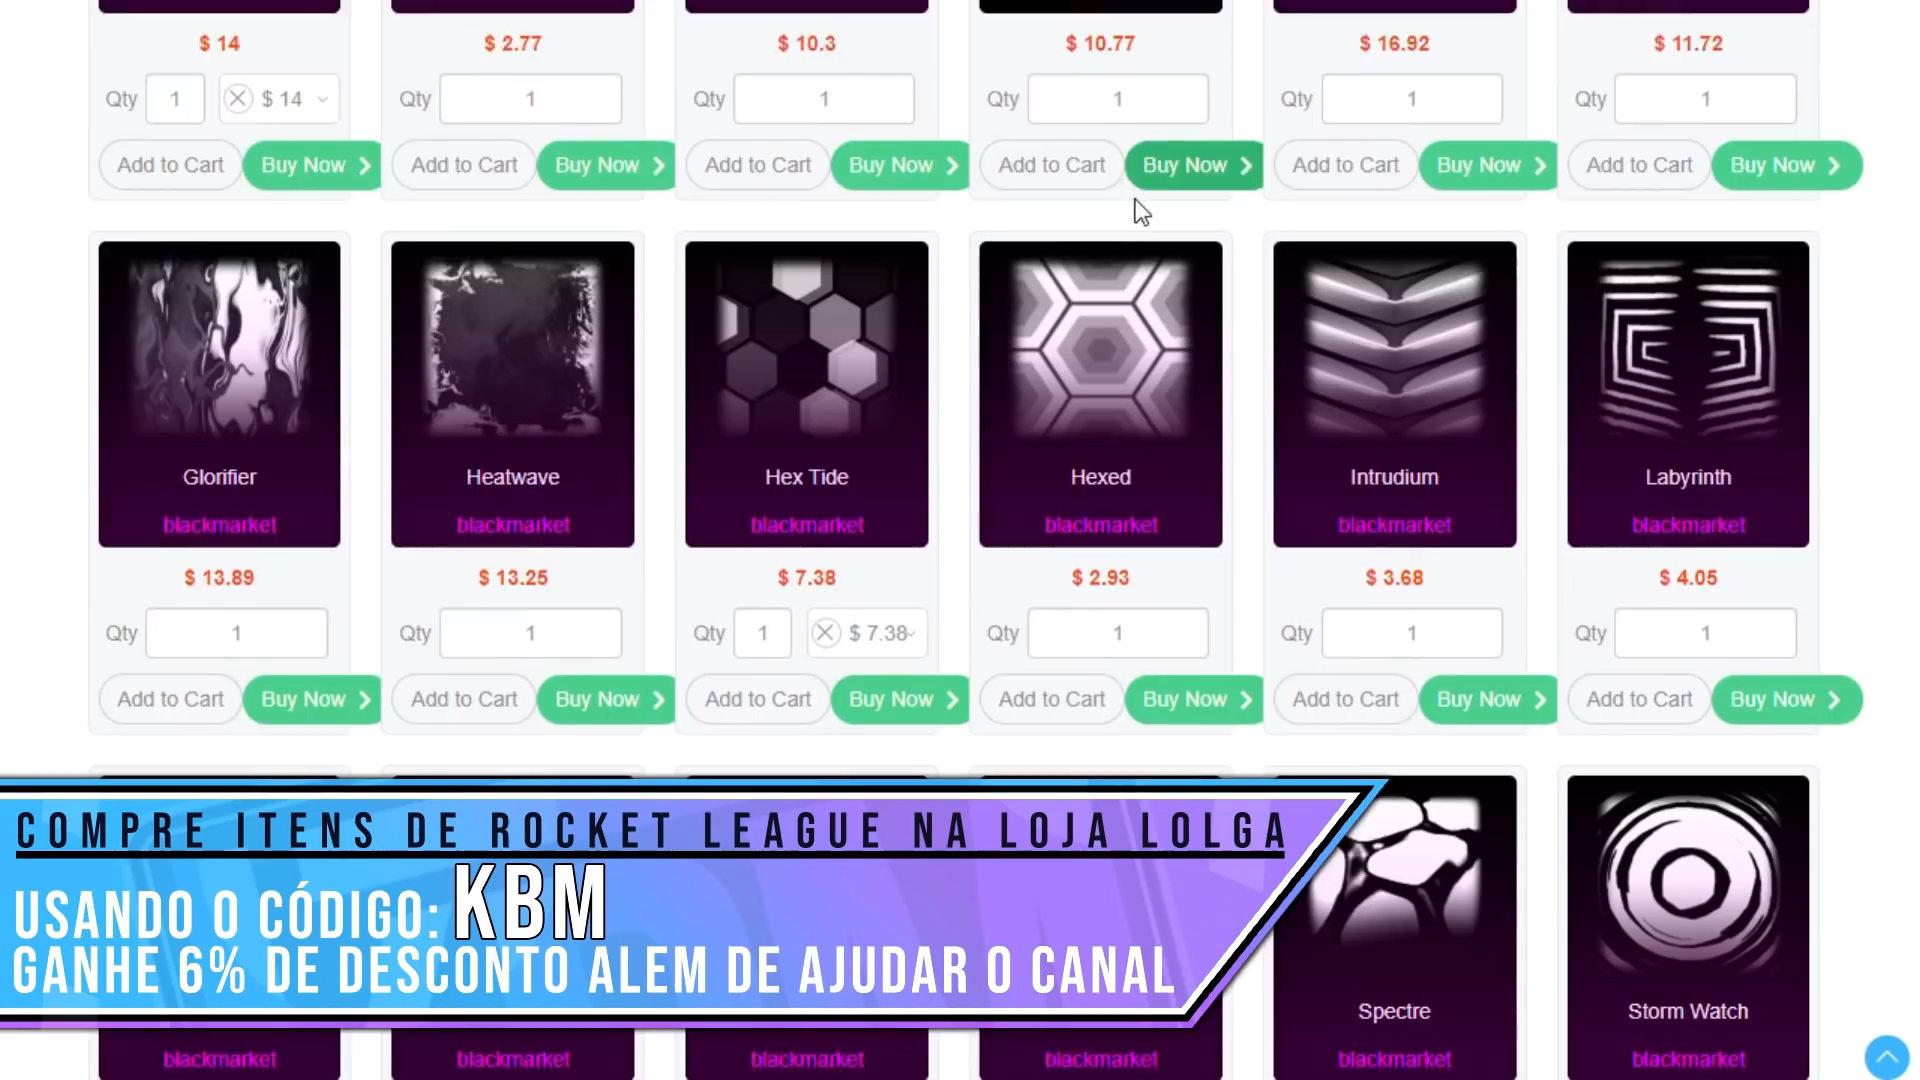 $ 14 $ 2.77 $ 10.3 $ 10.77 $ 16.92 $ 11.72
Qty 1 $ 14 Qty 1 Qty 1 Qty 1 Qty 1 Qty 1
Add to Cart Buy Now Add to Cart Buy Now Add to Cart Buy Now Add to Cart Buy Now Add to Cart Buy Now Add to Cart Buy Now
Glorifier Heatwave Hex Tide Hexed Intrudium Labyrinth
blackmarket blackmarket blackmarket blackmarket blackmarket blackmarket
$ 13.89 $ 13.25 $ 7.38 $ 2.93 $ 3.68 $ 4.05
Qty 1 Qty 1 Qty 1 $ 7.38 Qty 1 Qty 1 Qty 1
Add to Cart Buy Now Add to Cart Buy Now Add to Cart Buy Now Add to Cart Buy Now Add to Cart Buy Now Add to Cart Buy Now
COMPRE ITENS DE ROCKET LEAGUE NA LOJA LOLGA
USANDO O CÓDIGO: KBM
GANHE 6% DE DESCONTO ALEM DE AJUDAR O CANAL
Spectre Storm Watch
blackmarket blackmarket blackmarket blackmarket blackmarket blackmarket